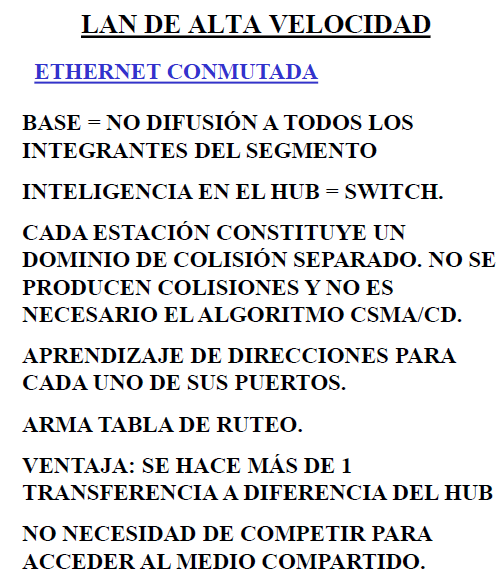 LAN DE ALTA VELOCIDAD
ETHERNET CONMUTADA
BASE = NO DIFUSIÓN A TODOS LOS
INTEGRANTES DEL SEGMENTO
INTELIGENCIA EN EL HUB = SWITCH.
CADA ESTACIÓN CONSTITUYE UN
DOMINIO DE COLISIÓN SEPARADO. NO SE
PRODUCEN COLISIONES Y NO ES
NECESARIO EL ALGORITMO CSMA/CD.
APRENDIZAJE DE DIRECCIONES PARA
CADA UNO DE SUS PUERTOS.
ARMA TABLA DE RUTEO.
VENTAJA: SE HACE MÁS DE 1
TRANSFERENCIA A DIFERENCIA DEL HUB
NO NECESIDAD DE COMPETIR PARA
ACCEDER AL MEDIO COMPARTIDO.